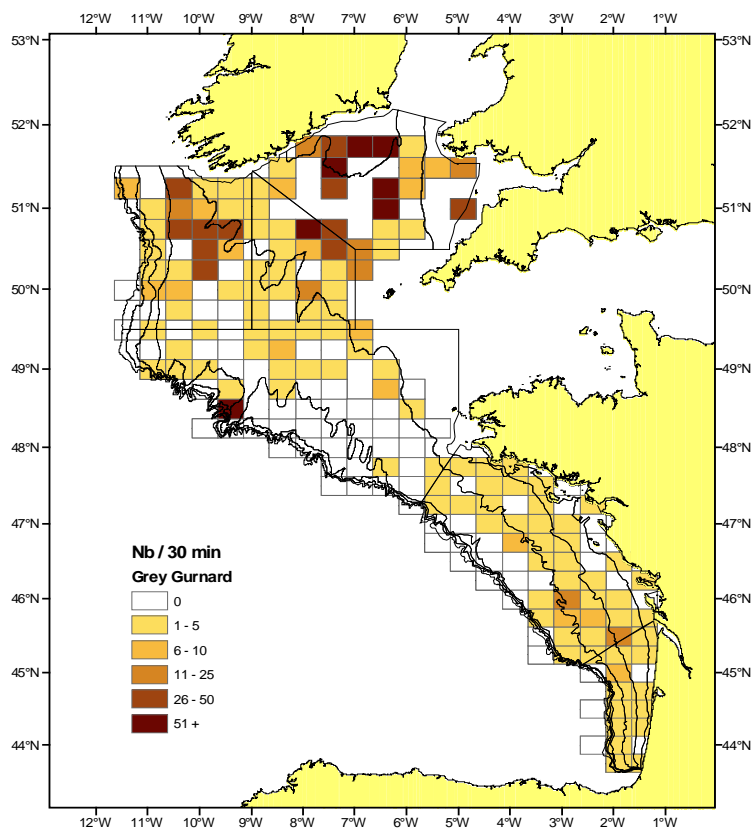 12°W 11°W 10°W 9°W 8°W 7°W 6°W 5°W 4°W 3°W 2°W 1°W
53°N 53°N
52°N 52°N
51°N 51°N
50°N 50°N
49°N 49°N
48°N 48°N
47°N 47°N
Nb / 30 min
Grey Gurnard
0
46°N 46°N
1 - 5
6 - 10
11 - 25
45°N 45°N
26 - 50
51 +
44°N 44°N
12°W 11°W 10°W 9°W 8°W 7°W 6°W 5°W 4°W 3°W 2°W 1°W